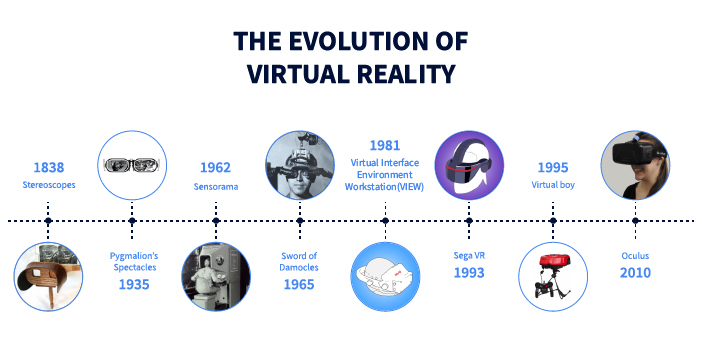 THE EVOLUTION OF
VIRTUAL REALITY
1838
Stereoscopes
Pygmalion's
Spectacles
1935
1962
Sensorama
Sword of
Damocles
1965
1981
Virtual Interface
Environment
Workstation(VIEW)
Sega VR
1993
1995
Virtual boy
Oculus
2010